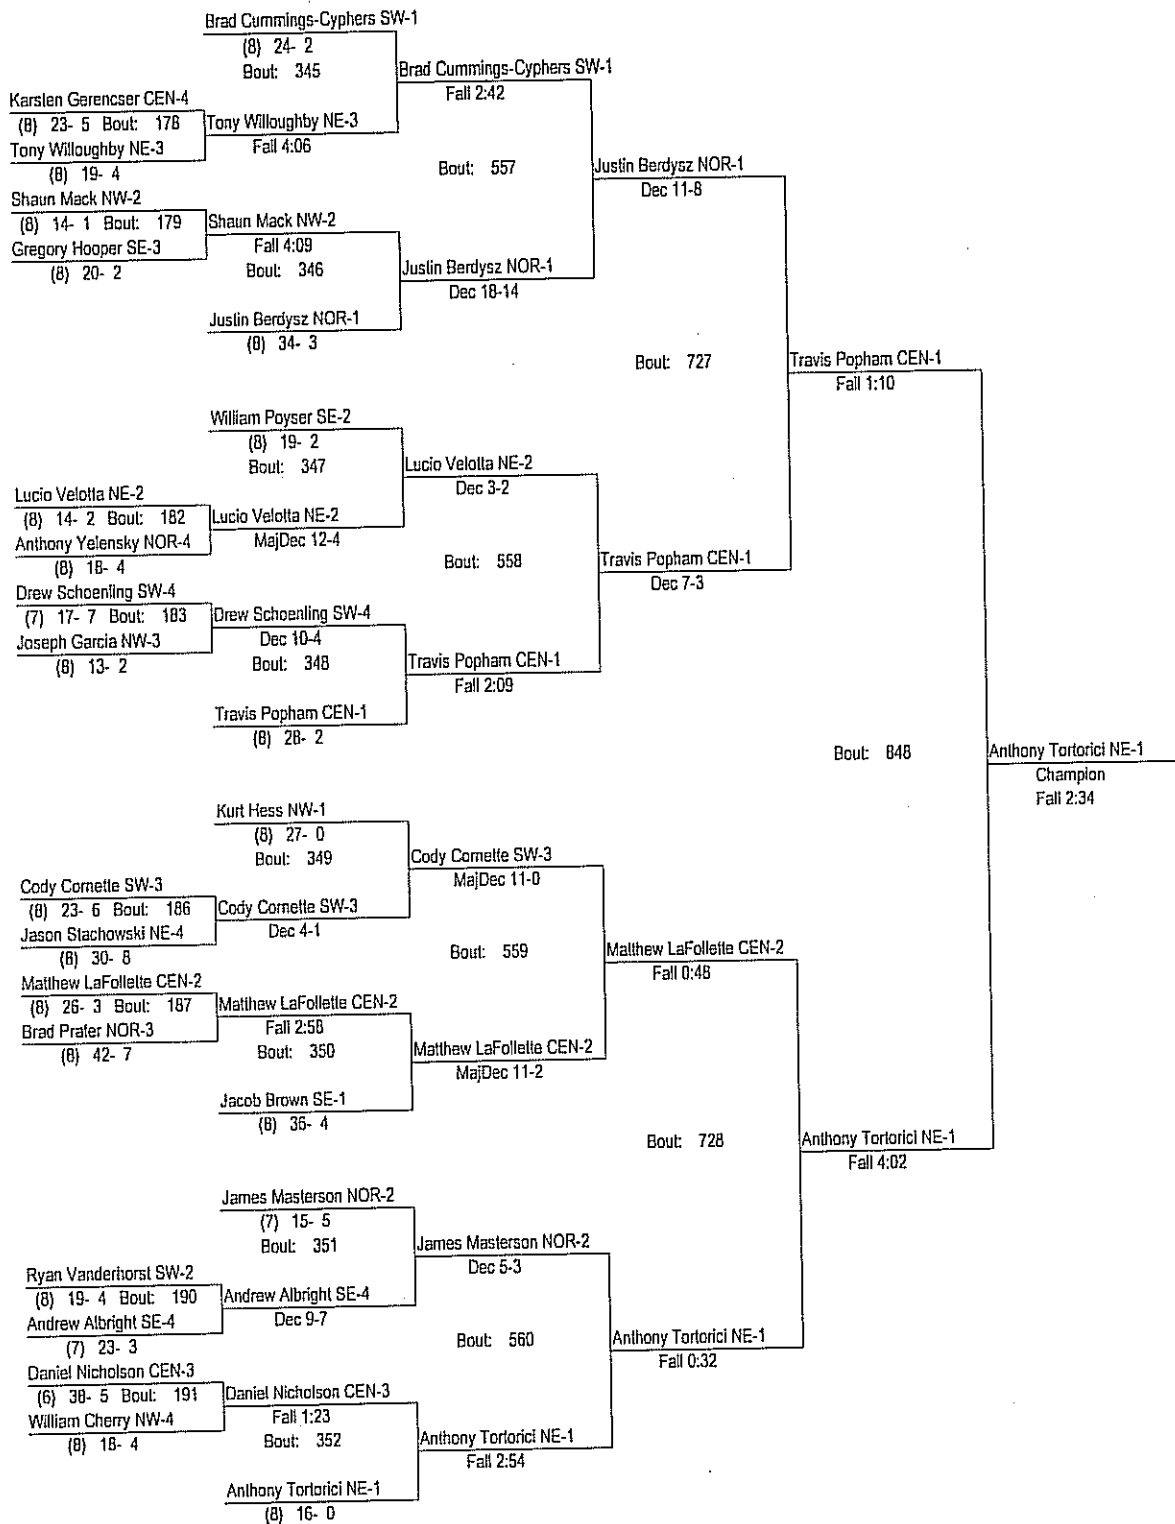 Brad Cummings-Cyphers SW-1
(8) 24- 2
Bout: 345
Brad Cummings-Cyphers SW-1
Fall 2:42
Karsten Gerencser CEN-4
(8) 23- 5 Bout: 178
Tony Willoughby NE-3
Fall 4:06
Tony Willoughby NE-3
(8) 19- 4
Bout: 557
Justin Berdysz NOR-1
Dec 11-8
Shaun Mack NW-2
(8) 14- 1 Bout: 179
Shaun Mack NW-2
Fall 4:09
Gregory Hooper SE-3
(8) 20- 2
Bout: 346
Justin Berdysz NOR-1
Dec 18-14
Justin Berdysz NOR-1
(8) 34- 3
Bout: 727
Travis Popham CEN-1
Fall 1:10
William Poyser SE-2
(8) 19- 2
Bout: 347
Lucio Velotta NE-2
Dec 3-2
Lucio Velotta NE-2
(8) 14- 2 Bout: 182
Lucio Velotta NE-2
MajDec 12-4
Anthony Yelensky NOR-4
(8) 18- 4
Bout: 558
Travis Popham CEN-1
Dec 7-3
Drew Schoenling SW-4
(7) 17- 7 Bout: 183
Drew Schoenling SW-4
Dec 10-4
Joseph Garcia NW-3
(8) 13- 2
Bout: 348
Travis Popham CEN-1
Fall 2:09
Travis Popham CEN-1
(8) 28- 2
Bout: 848
Anthony Tortorici NE-1
Champion
Fall 2:34
Kurt Hess NW-1
(8) 27- 0
Bout: 349
Cody Cornette SW-3
MajDec 11-0
Cody Cornette SW-3
(8) 23- 6 Bout: 186
Cody Cornette SW-3
Dec 4-1
Jason Stachowski NE-4
(8) 30- 8
Bout: 559
Matthew LaFollette CEN-2
Fall 0:48
Matthew LaFollette CEN-2
(8) 26- 3 Bout: 187
Matthew LaFollette CEN-2
Fall 2:58
Brad Prater NOR-3
(8) 42- 7
Bout: 350
Matthew LaFollette CEN-2
MajDec 11-2
Jacob Brown SE-1
(8) 36- 4
Bout: 728
Anthony Tortorici NE-1
Fall 4:02
James Masterson NOR-2
(7) 15- 5
Bout: 351
James Masterson NOR-2
Dec 5-3
Ryan Vanderhorst SW-2
(8) 19- 4 Bout: 190
Andrew Albright SE-4
Dec 9-7
Andrew Albright SE-4
(7) 23- 3
Bout: 560
Anthony Tortorici NE-1
Fall 0:32
Daniel Nicholson CEN-3
(6) 38- 5 Bout: 191
Daniel Nicholson CEN-3
Fall 1:23
William Cherry NW-4
(8) 18- 4
Bout: 352
Anthony Tortorici NE-1
Fall 2:54
Anthony Tortorici NE-1
(8) 16- 0